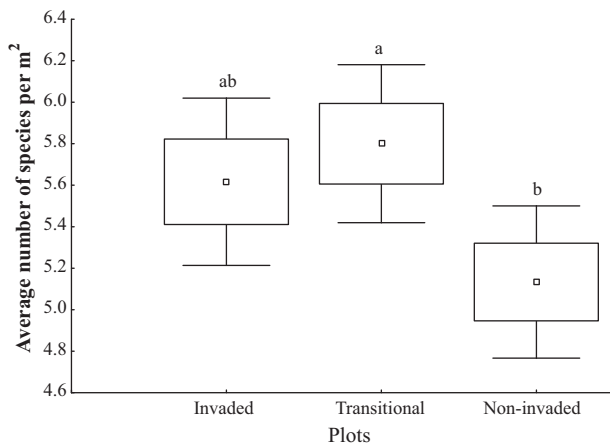 Average number of species per m²
6.4
6.2
6.0
5.8
5.6
5.4
5.2
5.0
4.8
4.6
ab
a
b
Invaded Transitional Non-invaded
Plots